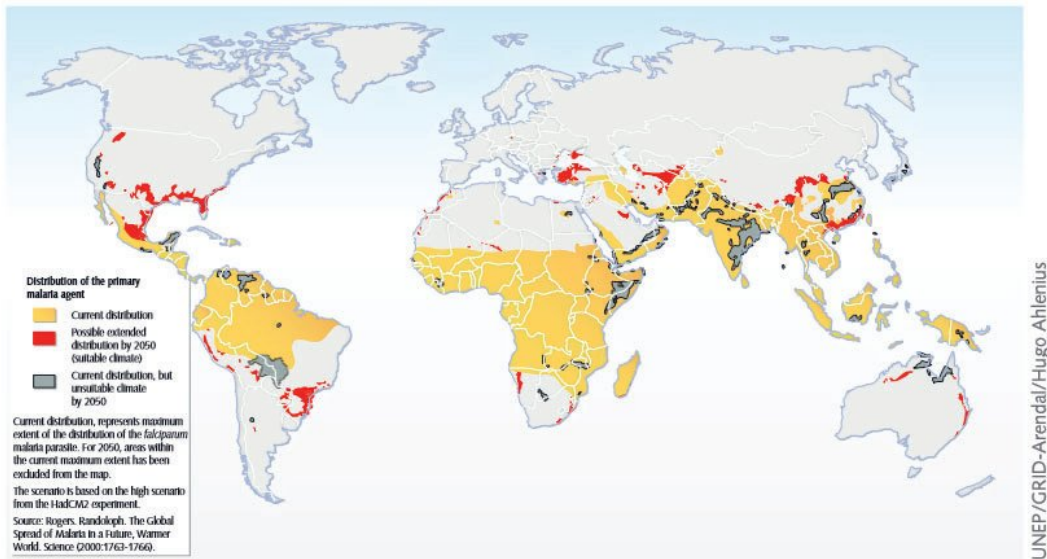 Distribution of the primary
malaria agent
Current distribution
Possible extended
distribution by 2050
(suitable climate)
Current distribution, but
unsuitable climate
by 2050
Current distribution, represents maximum
extent of the distribution of the falciparum
malaria parasite. For 2050, areas within
the current maximum extent has been
excluded from the map.
The scenario is based on the high scenario
from the HadCM2 experiment.
Source: Rogers. Randoloph. The Global
Spread of Malaria in a Future, Warmer
World. Science (2000:1763-1766).
UNEP/GRID-Arendal/Hugo Ahlenius